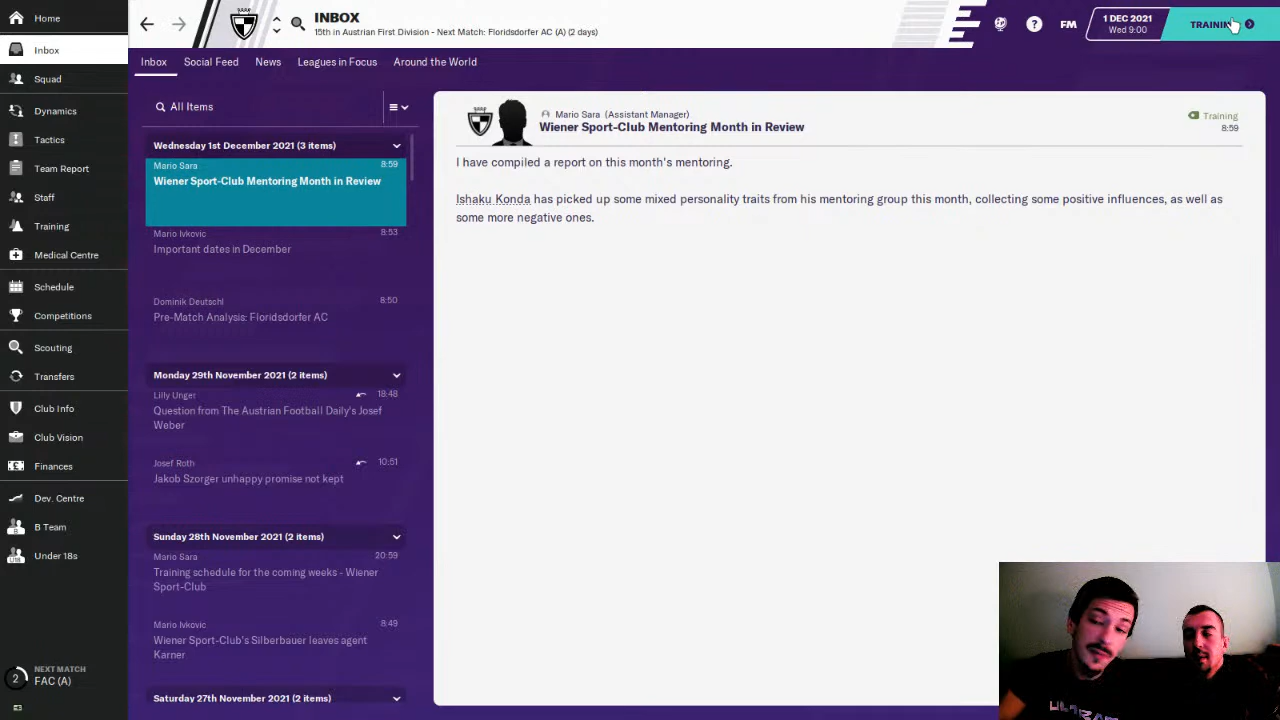 INBOX
15th in Austrian First Division - Next Match: Floridsdorfer AC (A) (2 days)
FM
1 DEC 2021
Wed 9:00
TRAININ
Home
Inbox
Squad
Dynamics
Tactics
Team Report
Staff
Training
Medical Centre
Schedule
Competitions
Scouting
Transfers
Club Info
Club Vision
Finances
Dev. Centre
B Team
Under 18s
2
NEXT MATCH
FAC (A)
Inbox
Social Feed
News
Leagues in Focus
Around the World
All Items
Wednesday 1st December 2021 (3 items)
Mario Sara
8:59
Wiener Sport-Club Mentoring Month in Review
Mario Ivkovic
8:53
Important dates in December
Dominik Deutschl
8:50
Pre-Match Analysis: Floridsdorfer AC
Monday 29th November 2021 (2 items)
Lilly Unger
18:48
Question from The Austrian Football Daily's Josef
Weber
Josef Roth
10:51
Jakob Szorger unhappy promise not kept
Sunday 28th November 2021 (2 items)
Mario Sara
20:59
Training schedule for the coming weeks - Wiener
Sport-Club
Mario Ivkovic
8:49
Wiener Sport-Club's Silberbauer leaves agent
Karner
Saturday 27th November 2021 (2 items)
Mario Sara (Assistant Manager)
Wiener Sport-Club Mentoring Month in Review
Training
8:59
I have compiled a report on this month's mentoring.
Ishaku Konda has picked up some mixed personality traits from his mentoring group this month, collecting some positive influences, as well as
some more negative ones.